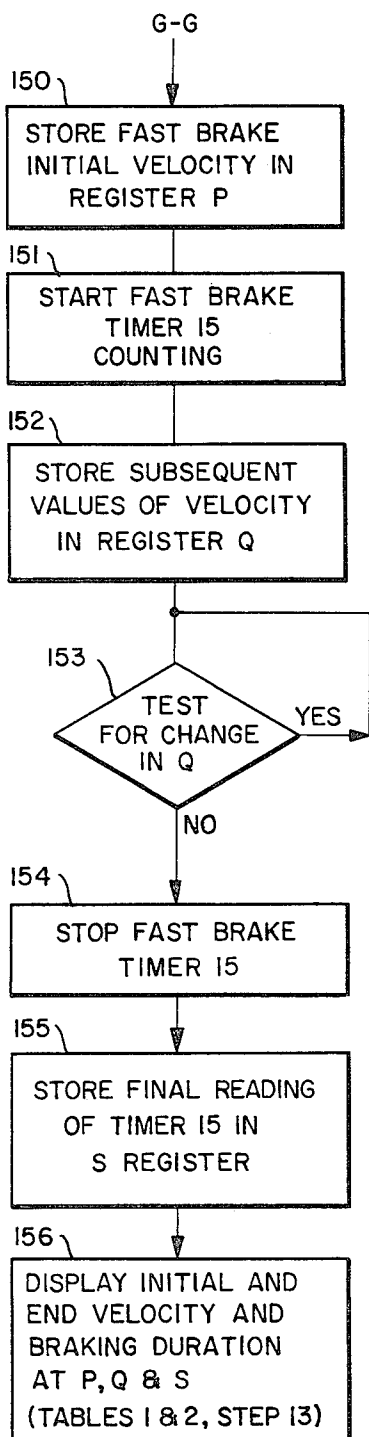 G-G
150
STORE FAST BRAKE
INITIAL VELOCITY IN
REGISTER P
151
START FAST BRAKE
TIMER 15
COUNTING
152
STORE SUBSEQUENT
VALUES OF VELOCITY
IN REGISTER Q
153
TEST
FOR CHANGE
IN Q
YES
NO
154
STOP FAST BRAKE
TIMER 15
155
STORE FINAL READING
OF TIMER 15 IN
S REGISTER
156
DISPLAY INITIAL AND
END VELOCITY AND
BRAKING DURATION
AT P, Q & S
(TABLES 1 & 2, STEP 13)